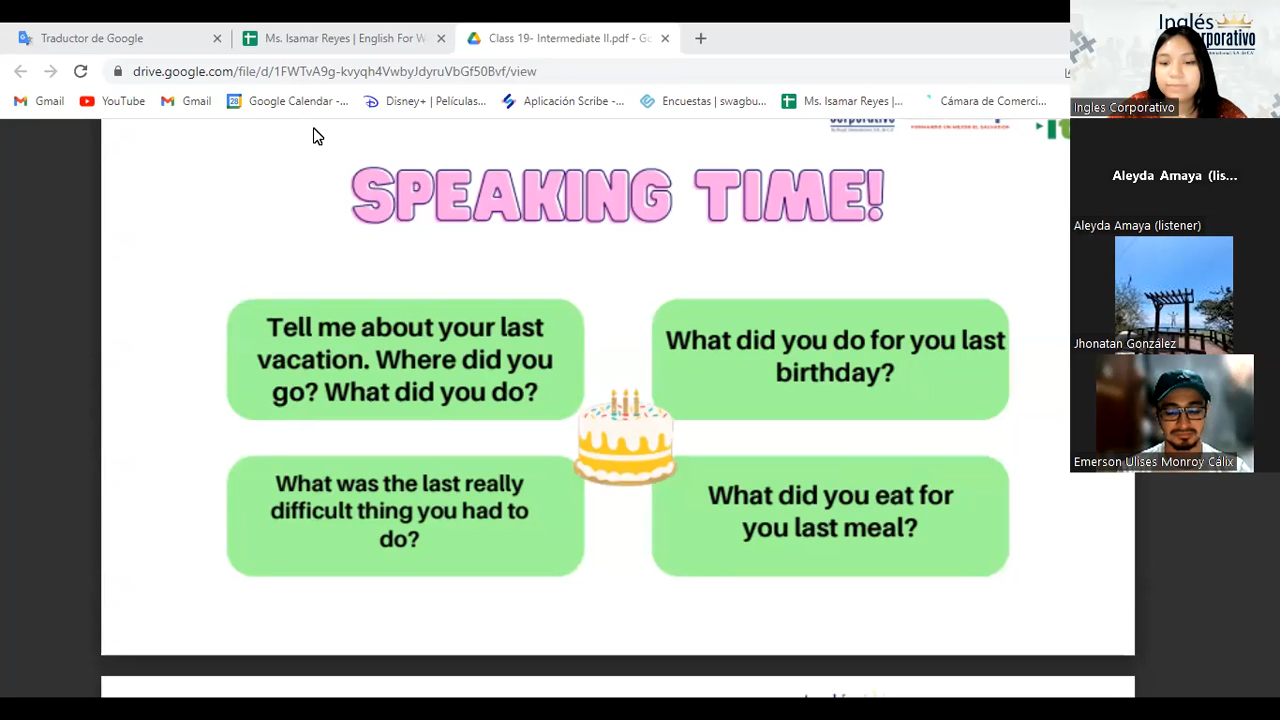 Traductor de Google
Ms. Isamar Reyes | English For W
Class 19- Intermediate II.pdf - Go
drive.google.com/file/d/1FWTvA9g-kvyqh4VwbyJdyruVbGf50Bvf/view
Gmail
YouTube
Gmail
28
Google Calendar -...
Disney+ | Películas...
Aplicación Scribe -...
Encuestas | swagbu...
Ms. Isamar Reyes |...
Cámara de Comerci...
SPEAKING TIME!
Tell me about your last
vacation. Where did you
go? What did you do?
What did you do for you last
birthday?
What was the last really
difficult thing you had to
do?
What did you eat for
you last meal?
Inglés
Ingles Corporativo
Aleyda Amaya (lis...
Aleyda Amaya (listener)
Jhonatan González
Emerson Ulises Monroy Cálix